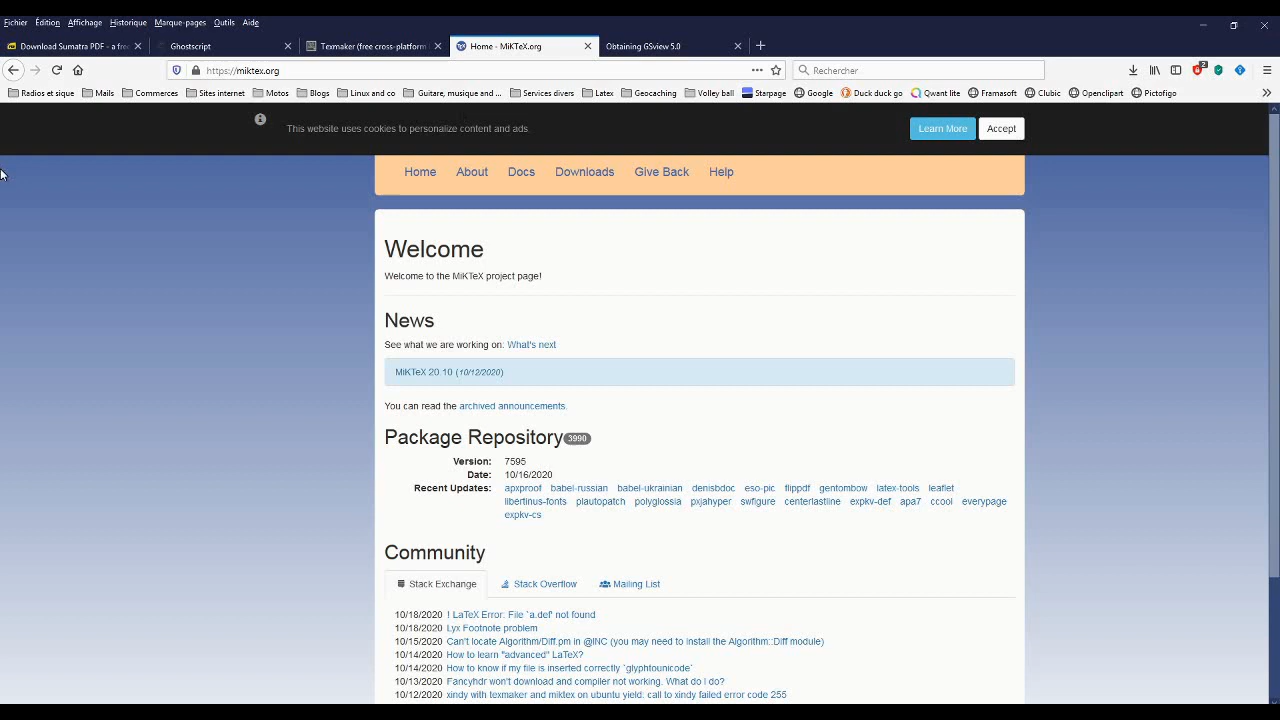 Fichier Édition Affichage Historique Marque-pages Outils Aide
Download Sumatra PDF - a fre Ghostscript Texmaker (free cross-platform Home - MiKTeX.org Obtaining GSview 5.0
https://miktex.org Rechercher 2
Radios et sique Mails Commerces Sites internet Motos Blogs Linux and co Guitare, musique and ... Services divers Latex Geocaching Volley ball Starpage Google Duck duck go Qwant lite Framasoft Clubic Openclipart Pictofigo
This website uses cookies to personalize content and ads. Learn More Accept
Home About Docs Downloads Give Back Help
Welcome
Welcome to the MiKTeX project page!
News
See what we are working on: What's next
MiKTeX 20.10 (10/12/2020)
You can read the archived announcements.
Package Repository 3990
Version: 7595
Date: 10/16/2020
Recent Updates: apxproof babel-russian babel-ukrainian denisbdoc eso-pic flippdf gentombow latex-tools leaflet
libertinus-fonts plautopatch polyglossia pxjahyper swfigure centerlastline expkv-def apa7 ccool everypage
expkv-cs
Community
Stack Exchange Stack Overflow Mailing List
10/18/2020 ! LaTeX Error: File `a.def' not found
10/18/2020 Lyx Footnote problem
10/15/2020 Can't locate Algorithm/Diff.pm in @INC (you may need to install the Algorithm::Diff module)
10/14/2020 How to learn "advanced" LaTeX?
10/14/2020 How to know if my file is inserted correctly `glyphtounicode`
10/13/2020 Fancyhdr won't download and compiler not working. What do I do?
10/12/2020 xindy with texmaker and miktex on ubuntu yield: call to xindy failed error code 255